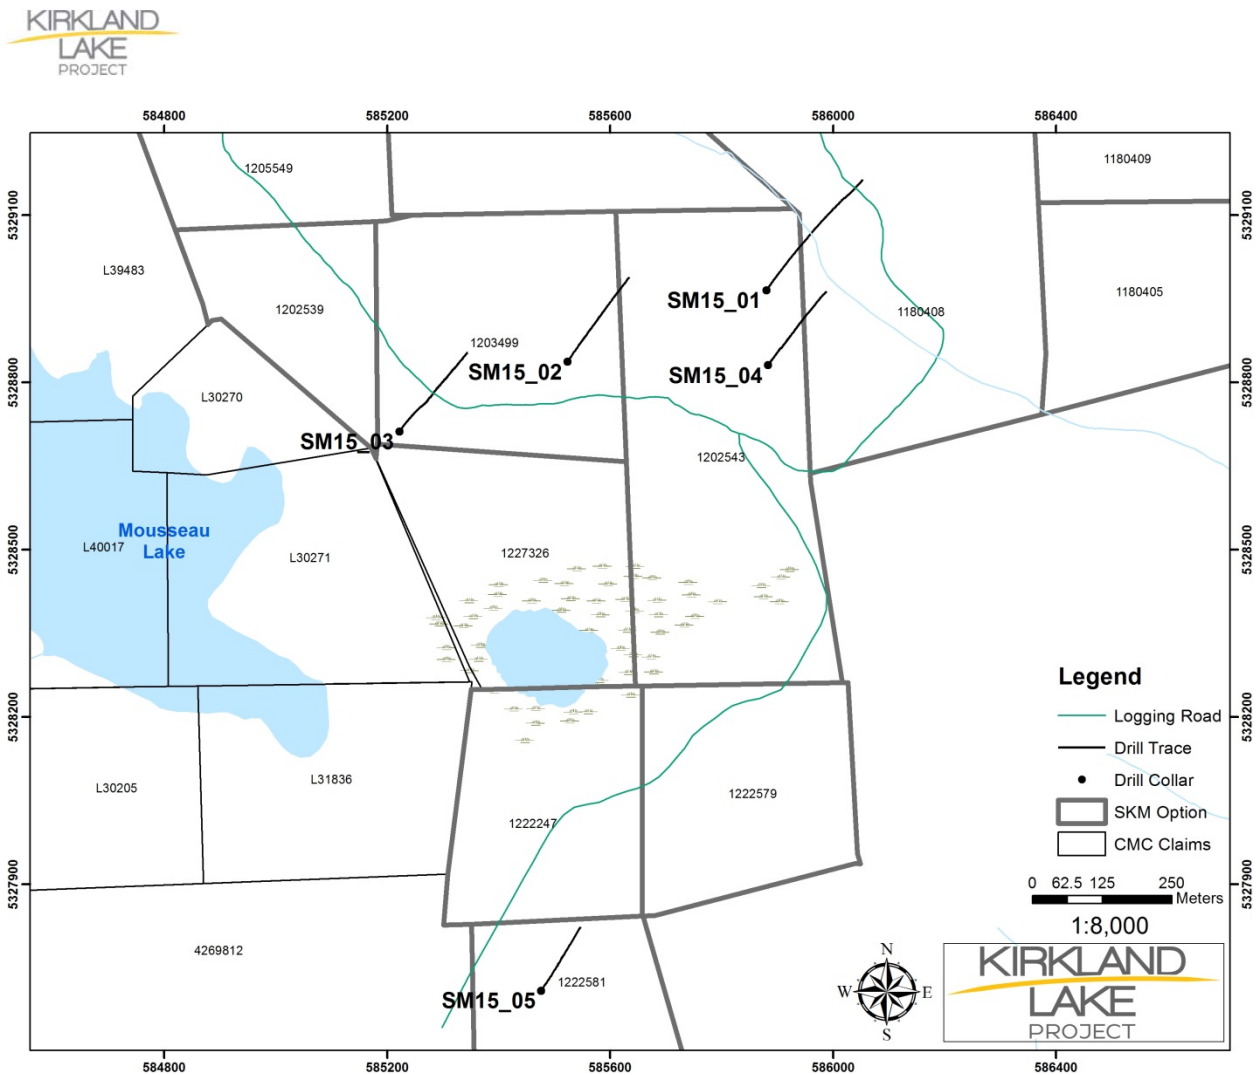 KIRKLAND
LAKE
PROJECT
584800
585200
585600
586000
586400
1205549
1180409
5329100
5329100
L39483
1202539
SM15_01
1180408
1180405
1203499
SM15_02
SM15_04
5328800
5328800
L30270
SM15_03
1202543
Mousseau
Lake
L40017
L30271
1227326
5328500
5328500
Legend
Logging Road
Drill Trace
Drill Collar
SKM Option
CMC Claims
5328200
5328200
L30205
L31836
1222247
1222579
0 62.5 125 250
Meters
1:8,000
5327900
5327900
4269812
SM15_05
1222581
N
W E
S
KIRKLAND
LAKE
PROJECT
584800
585200
585600
586000
586400